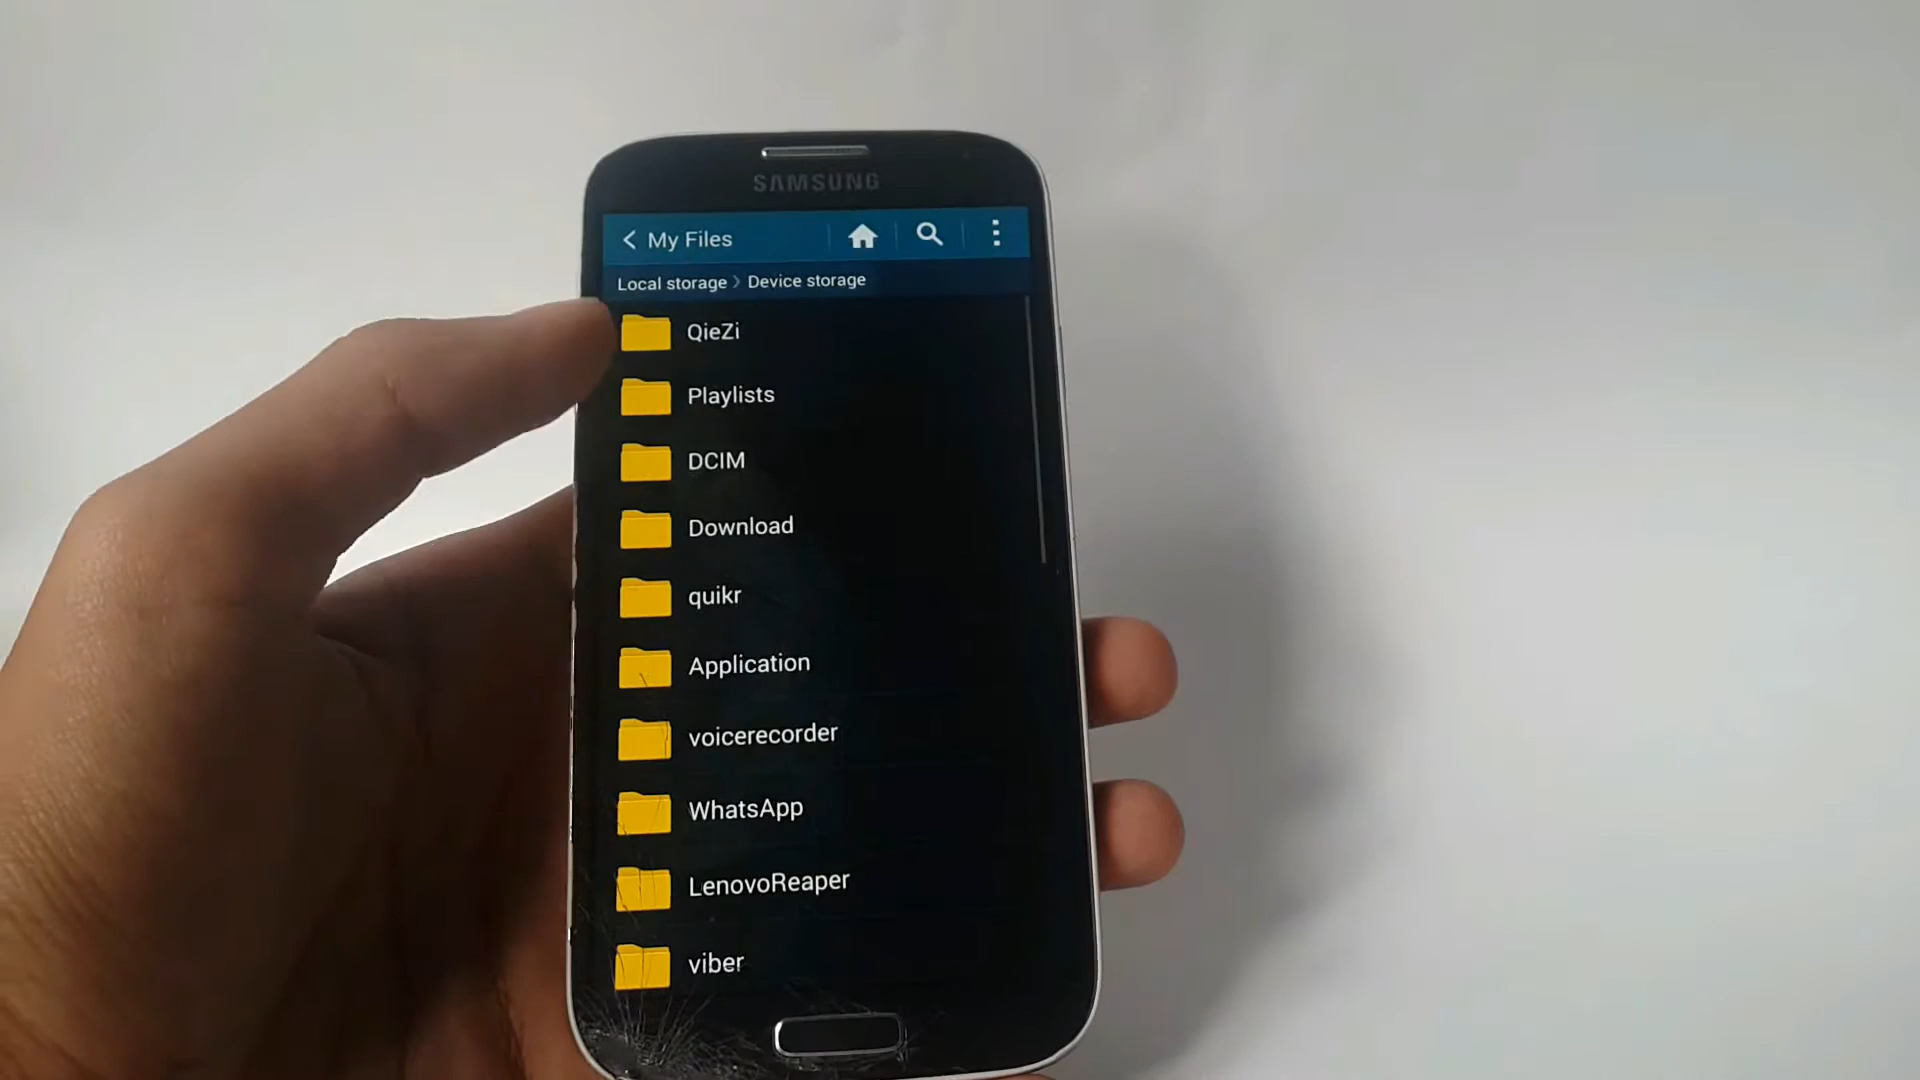 SAMSUNG
My Files
Local storage > Device storage
QieZi
Playlists
DCIM
Download
quikr
Application
voicerecorder
WhatsApp
LenovoReaper
viber